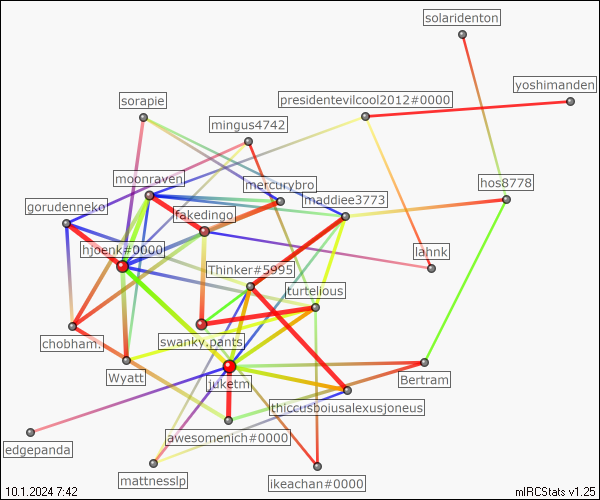 solaridenton
yoshimanden
sorapie
presidentevilcool2012#0000
mingus4742
moonraven
mercurybro
hos8778
maddiee3773
gorudenneko
fakedingo
hjoenk#0000
lahnk
Thinker#5995
turtelious
chobham.
swanky.pants
Wyatt
juketm
Bertram
lthiccusboiusalexusjoneus
awesomenich#0000
edgepanda
mattnesslp
ikeachan#0000
10.1.2024 7:42
mIRCStats v1.25